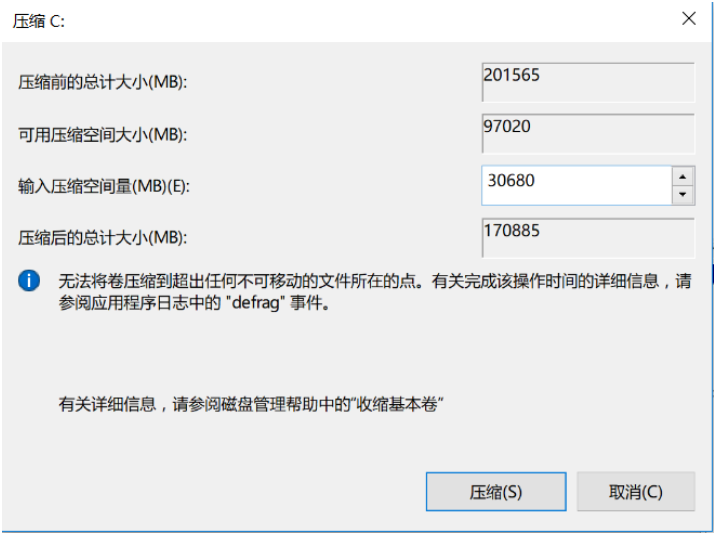 压缩 C:
压缩前的总计大小(MB):
201565
可用压缩空间大小(MB):
97020
输入压缩空间量(MB)(E):
30680
压缩后的总计大小(MB):
170885
无法将卷压缩到超出任何不可移动的文件所在的点。有关完成该操作时间的详细信息，请
参阅应用程序日志中的 "defrag" 事件。
有关详细信息，请参阅磁盘管理帮助中的"收缩基本卷"
压缩(S)
取消(C)